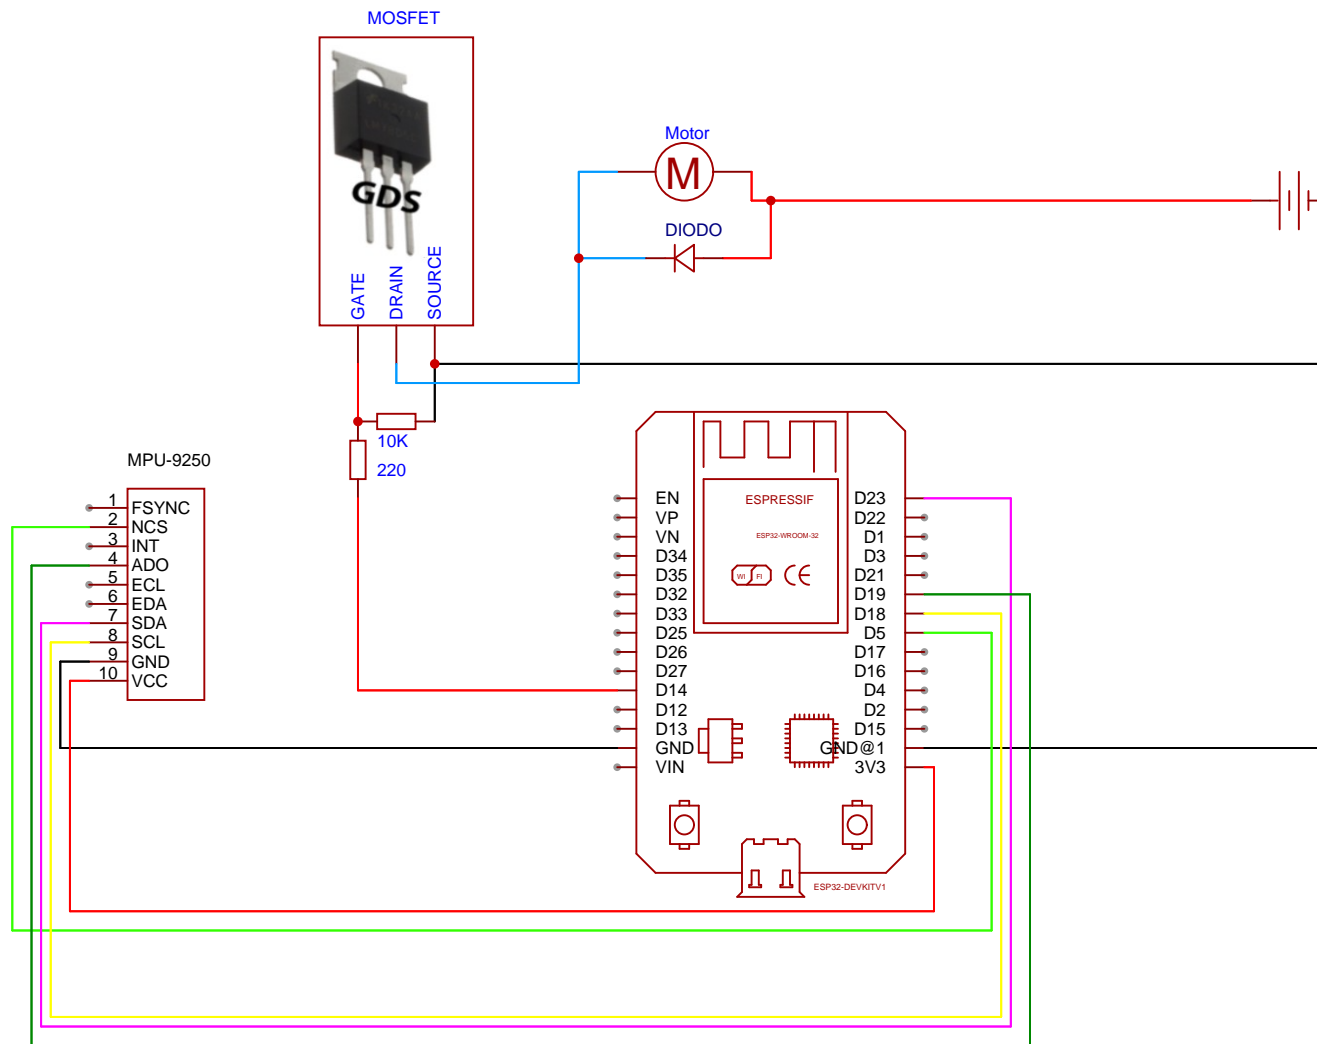 MOSFET
GDS
GATE
DRAIN
SOURCE
Motor
M
DIODO
10K
220
MPU-9250
1 FSYNC
2 NCS
3 INT
4 ADO
5 ECL
6 EDA
7 SDA
8 SCL
9 GND
10 VCC
ESPRESSIF
ESP32-WROOM-32
WI FI
CE
EN
VP
VN
D34
D35
D32
D33
D25
D26
D27
D14
D12
D13
GND
VIN
D23
D22
D1
D3
D21
D19
D18
D5
D17
D16
D4
D2
D15
GND@1
3V3
ESP32-DEVKITV1